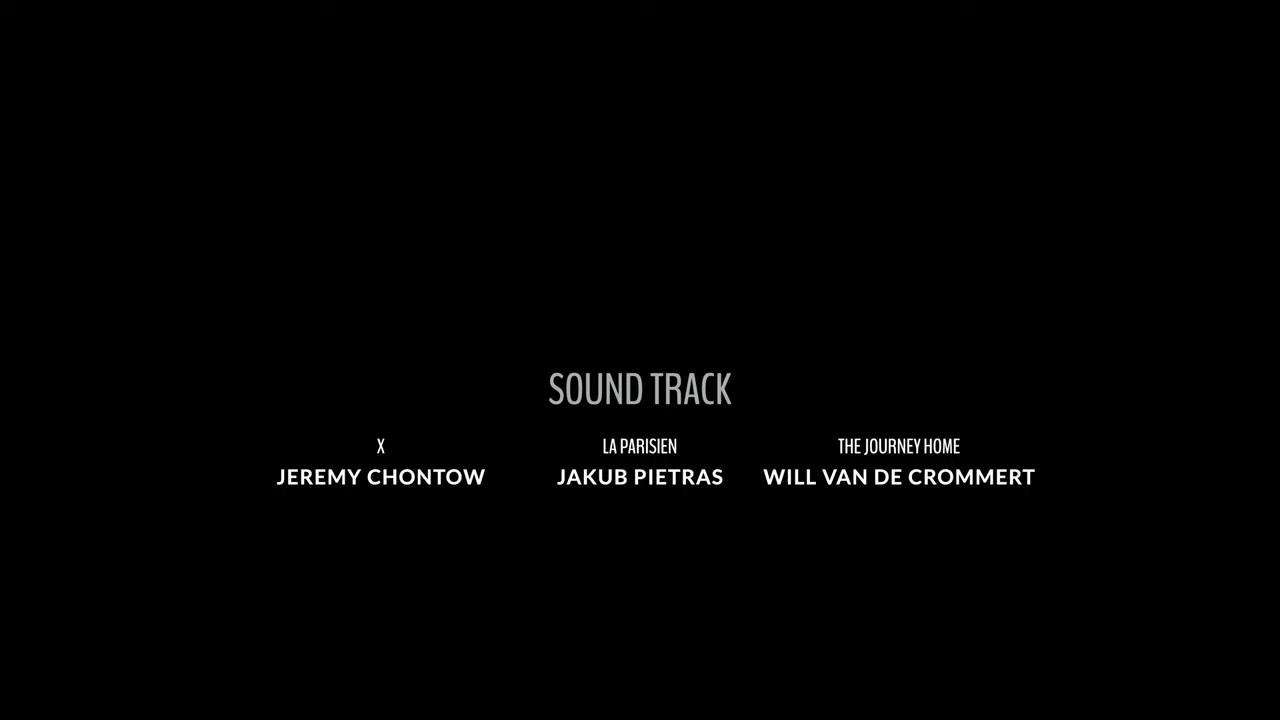 SOUND TRACK
X
LA PARISIEN
THE JOURNEY HOME
JEREMY CHONTOW
JAKUB PIETRAS
WILL VAN DE CROMMERT